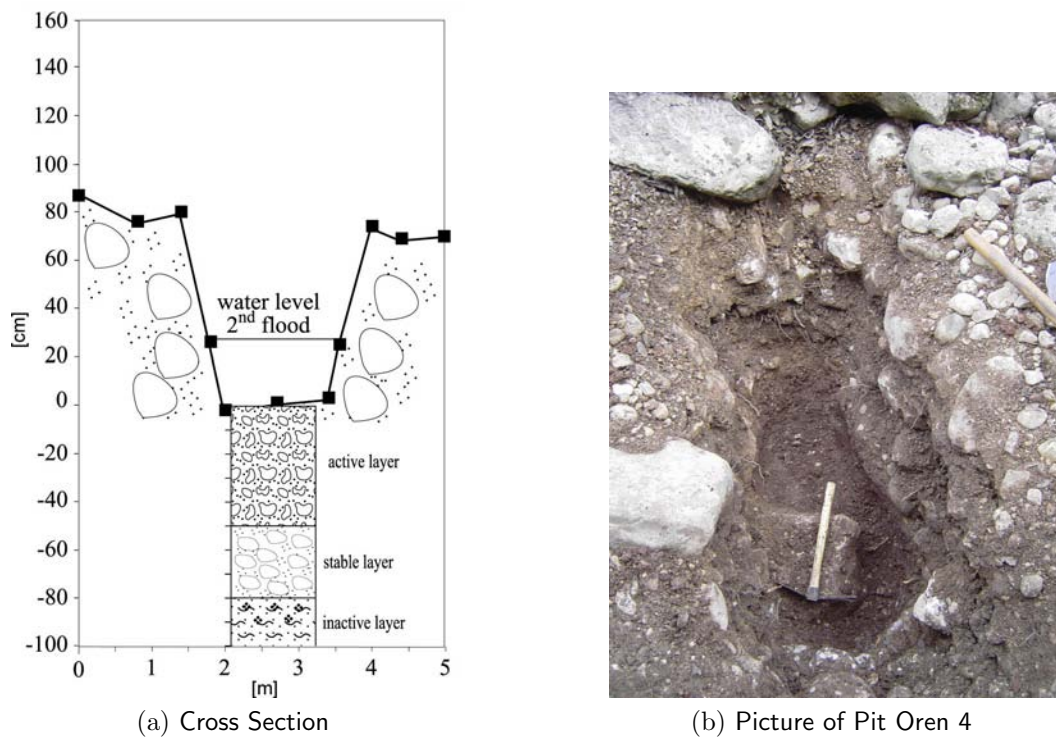 160
140
120
100
80
60
40
20
0
-20
-40
-60
-80
-100
[cm]
water level
2nd flood
active layer
stable layer
inactive layer
0 1 2 3 4 5
[m]
(a) Cross Section
(b) Picture of Pit Oren 4